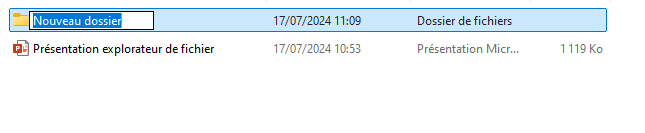 Nouveau dossier 17/07/2024 11:09 Dossier de fichiers
Présentation explorateur de fichier 17/07/2024 10:53 Présentation Micr... 1 119 Ko